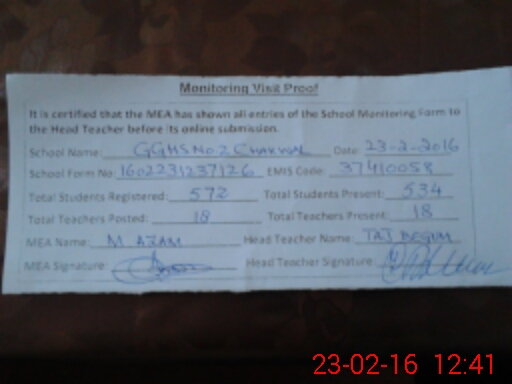 Monitoring Visit Proof
It is certified that the MEA has shown all entries of the School Monitoring Form to
the Head Teacher before its online submission.
School Name: GGHS NO.2 CHAKWAL Date: 23-2-2016
School Form No: 1602231237126 EMIS Code: 37410058
Total Students Registered: 572 Total Students Present: 534
Total Teachers Posted: 18 Total Teachers Present: 18
MEA Name: M AZAM Head Teacher Name: TAJ BEGUM
MEA Signature: Head Teacher Signature:
23-02-16 12:41